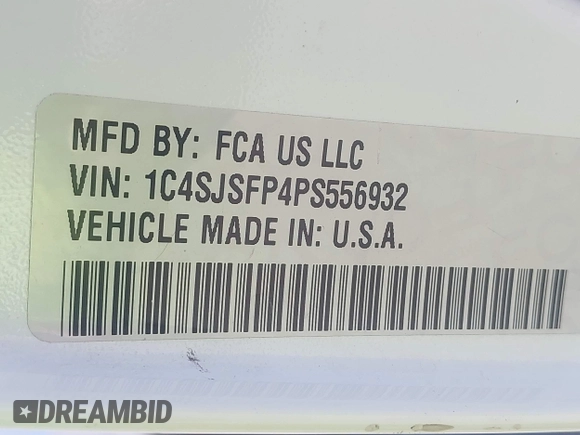 MFD BY: FCA US LLC
VIN: 1C4SJSFP4PS556932
VEHICLE MADE IN: U.S.A.
DREAMBID